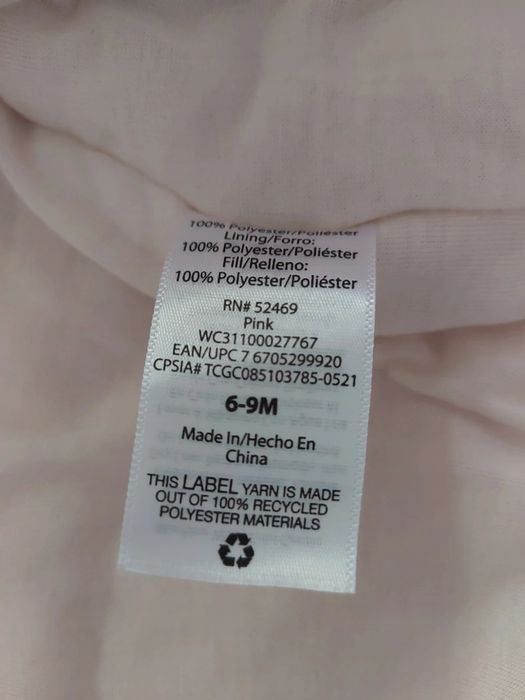 100% Polyester/Poliéster
Lining/Forro:
100% Polyester/Poliéster
Fill/Relleno:
100% Polyester/Poliéster
RN# 52469
Pink
WC31100027767
EAN/UPC 7 6705299920
CPSIA# TCGC085103785-0521
6-9M
Made In/Hecho En
China
THIS LABEL YARN IS MADE
OUT OF 100% RECYCLED
POLYESTER MATERIALS